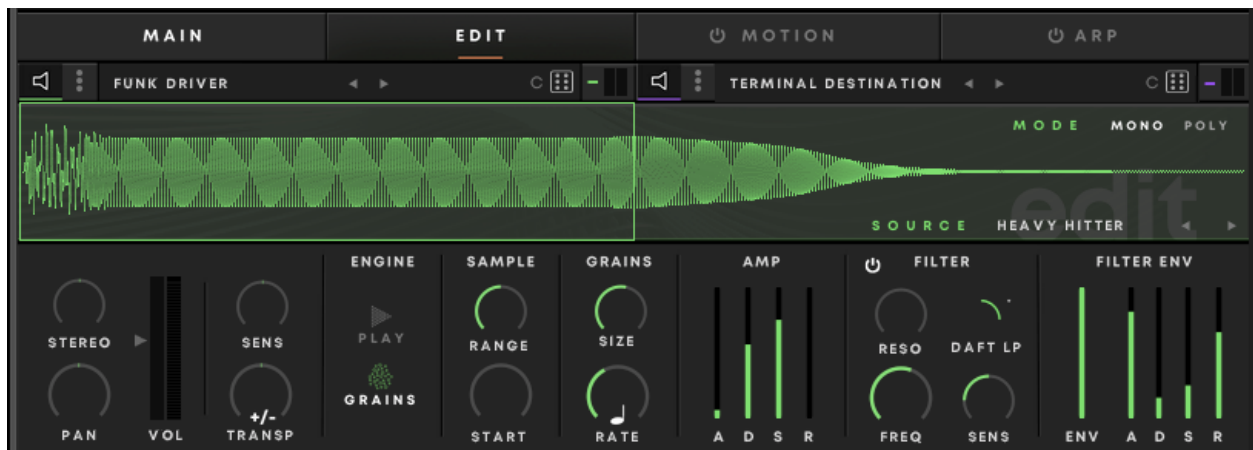 MAIN EDIT MOTION ARP
FUNK DRIVER C TERMINAL DESTINATION C
MODE MONO POLY
edit
SOURCE HEAVY HITTER
ENGINE SAMPLE GRAINS AMP FILTER FILTER ENV
STEREO SENS PLAY RANGE SIZE RESO DAFT LP
GRAINS
+/-
PAN VOL TRANSP START RATE A D S R FREQ SENS ENV A D S R